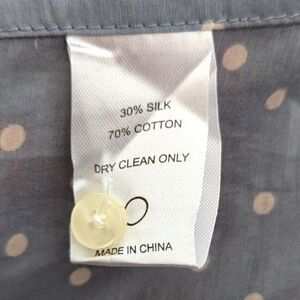 30% SILK
70% COTTON
DRY CLEAN ONLY
MADE IN CHINA